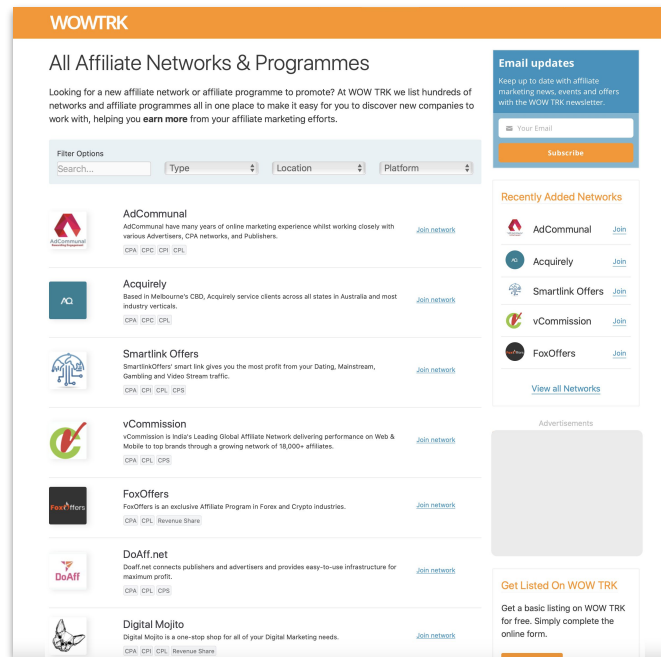 WOWTRK
All Affiliate Networks & Programmes
Looking for a new affiliate network or affiliate programme to promote? At WOW TRK we list hundreds of
networks and affiliate programmes all in one place to make it easy for you to discover new companies to
work with, helping you earn more from your affiliate marketing efforts.
Filter Options
Search...
Type
Location
Platform
AdCommunal
AdCommunal
AdCommunal have many years of online marketing experience whilst working closely with
various Advertisers, CPA networks, and Publishers.
CPA CPC CPI CPL
Join network
AQ
Acquirely
Based in Melbourne's CBD, Acquirely service clients across all states in Australia and most
industry verticals.
CPA CPC CPL
Join network
Smartlink Offers
SmartlinkOffers' smart link gives you the most profit from your Dating, Mainstream,
Gambling and Video Stream traffic.
CPA CPI CPL CPS
Join network
vCommission
vCommission is India's Leading Global Affiliate Network delivering performance on Web &
Mobile to top brands through a growing network of 18,000+ affiliates.
CPA CPL CPS
Join network
FoxOffers
FoxOffers
FoxOffers is an exclusive Affiliate Program in Forex and Crypto industries.
CPA CPL Revenue Share
Join network
DoAff
DoAff.net
Doaff.net connects publishers and advertisers and provides easy-to-use infrastructure for
maximum profit.
CPA CPL CPS
Join network
Digital Mojito
Digital Mojito is a one-stop shop for all of your Digital Marketing needs.
CPA CPI CPL Revenue Share
Join network
Email updates
Keep up to date with affiliate
marketing news, events and offers
with the WOW TRK newsletter.
Your Email
Subscribe
Recently Added Networks
AdCommunal Join
AQ
Acquirely Join
Smartlink Offers Join
vCommission Join
FoxOffers Join
View all Networks
Advertisements
Get Listed On WOW TRK
Get a basic listing on WOW TRK
for free. Simply complete the
online form.